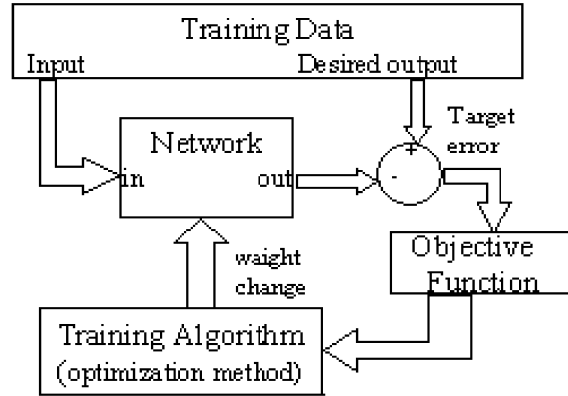 Training Data
Input
Desired output
Network
in
out
+
-
Target
error
Objective
Function
waight
change
Training Algorithm
(optimization method)